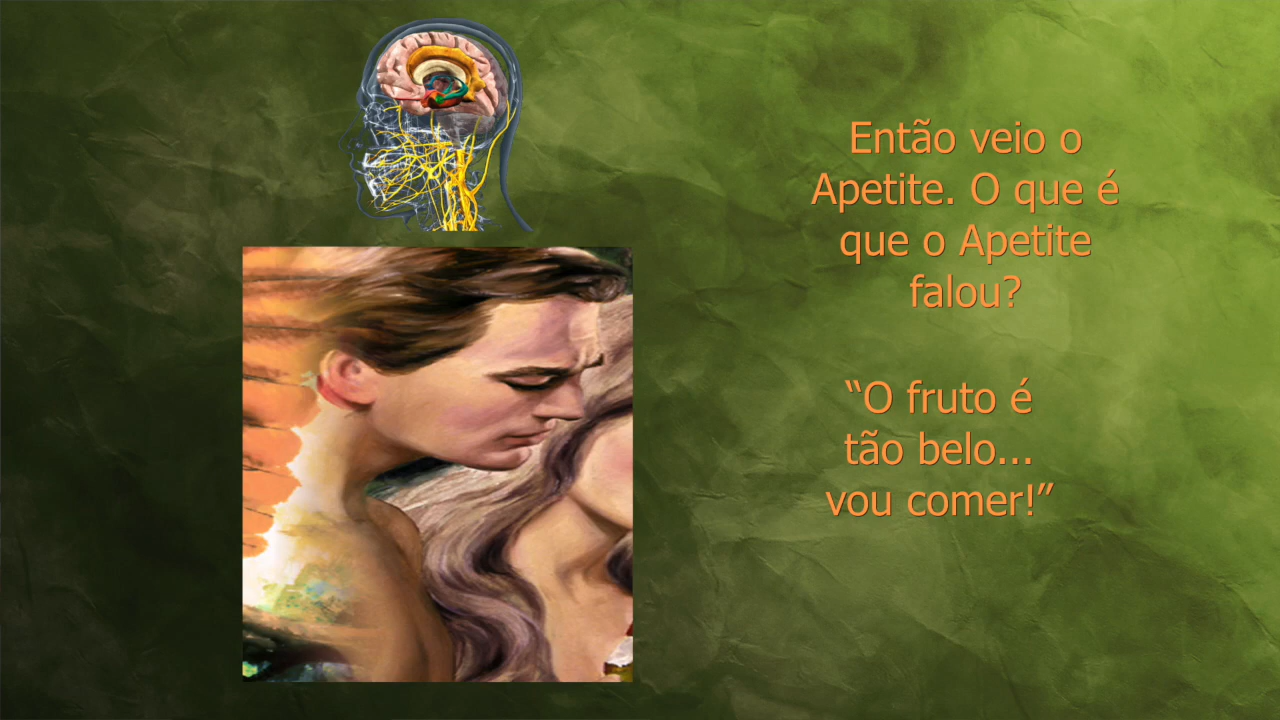 Então veio o
Apetite. O que é
que o Apetite
falou?
“O fruto é
tão belo...
vou comer!”